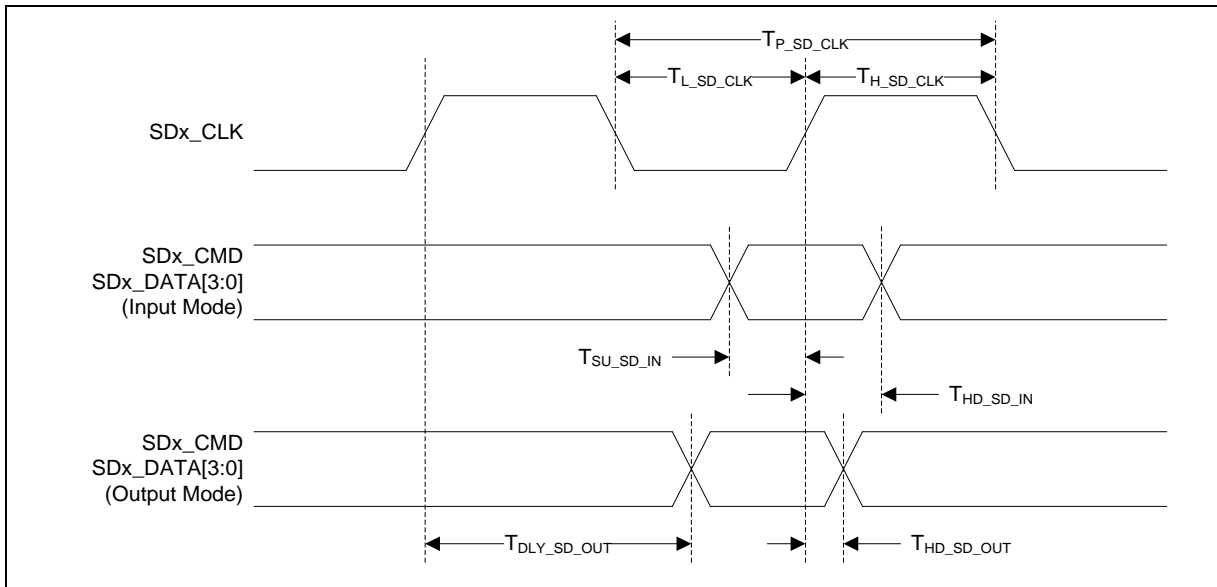 T_P_SD_CLK
T_L_SD_CLK
T_H_SD_CLK
SDx_CLK
SDx_CMD
SDx_DATA[3:0]
(Input Mode)
T_SU_SD_IN
T_HD_SD_IN
SDx_CMD
SDx_DATA[3:0]
(Output Mode)
T_DLY_SD_OUT
T_HD_SD_OUT